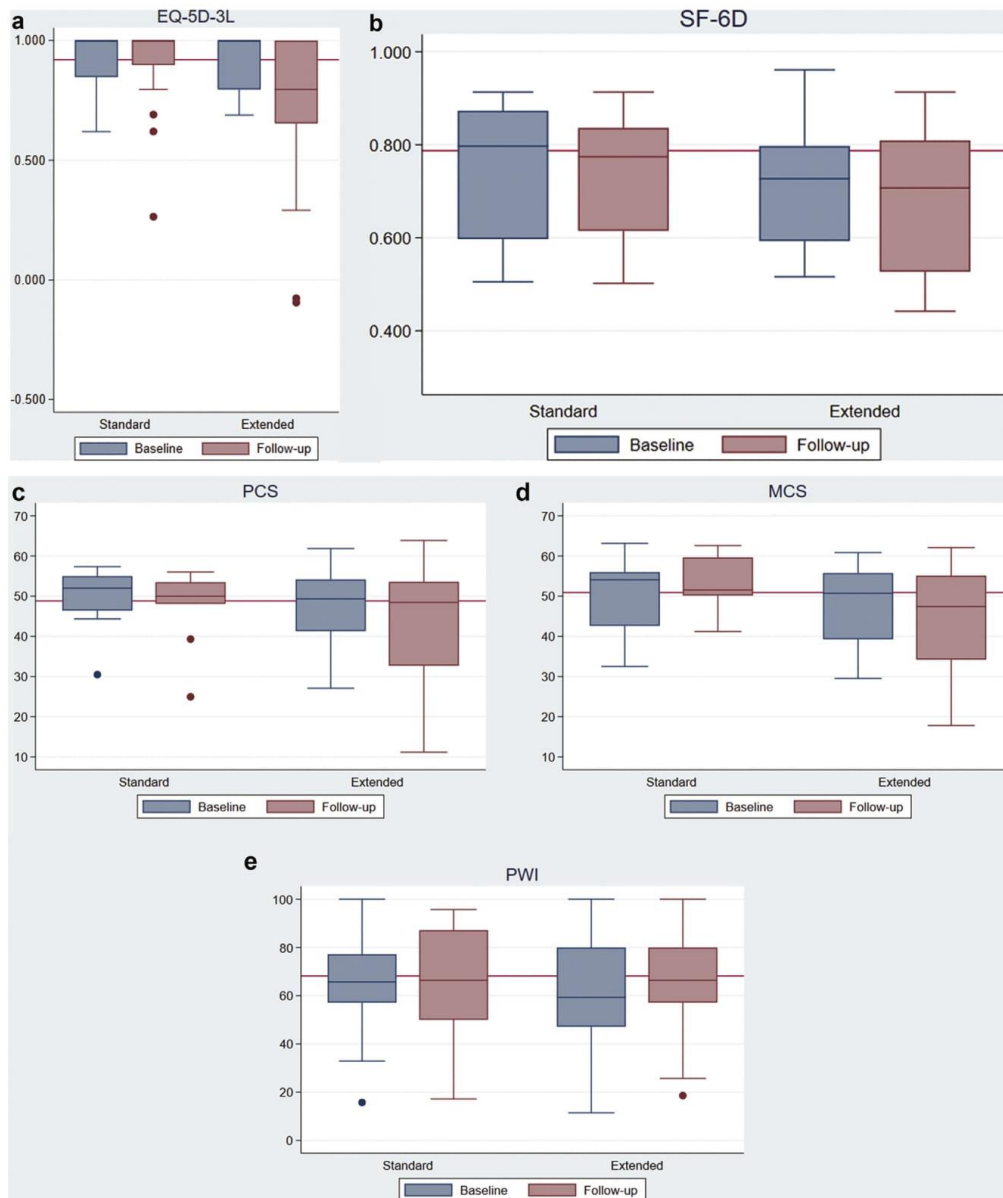 a
EQ-5D-3L
1.000
0.500
0.000
-0.500
Standard Extended
Baseline Follow-up
b
SF-6D
1.000
0.800
0.600
0.400
Standard Extended
Baseline Follow-up
c
PCS
70
60
50
40
30
20
10
Standard Extended
Baseline Follow-up
d
MCS
70
60
50
40
30
20
10
Standard Extended
Baseline Follow-up
e
PWI
100
80
60
40
20
0
Standard Extended
Baseline Follow-up